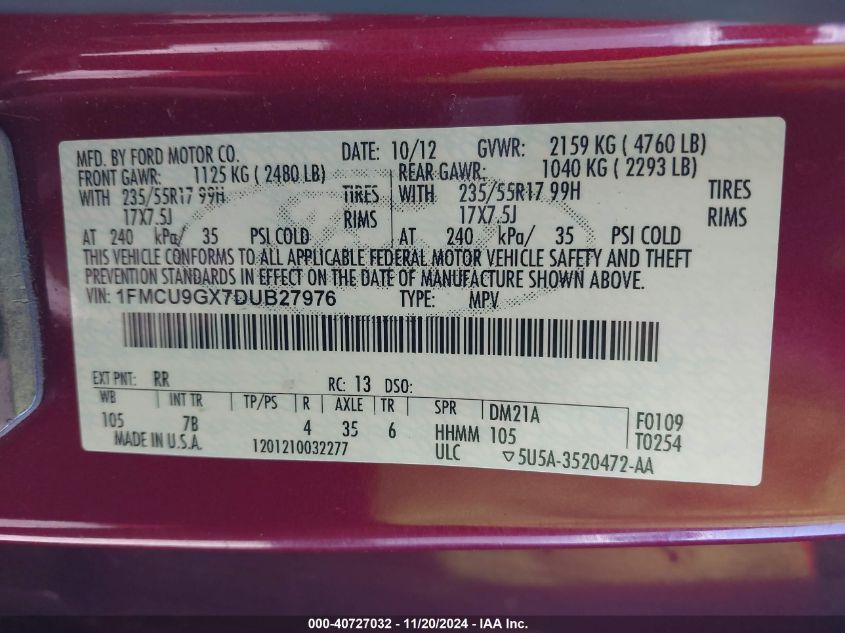 MFD. BY FORD MOTOR CO. DATE: 10/12 GVWR: 2159 KG ( 4760 LB)
FRONT GAWR: 1125 KG ( 2480 LB) REAR GAWR: 1040 KG ( 2293 LB)
WITH 235/55R17 99H TIRES WITH 235/55R17 99H TIRES
17X7.5J RIMS 17X7.5J RIMS
AT 240 kPa/ 35 PSI COLD AT 240 kPa/ 35 PSI COLD
THIS VEHICLE CONFORMS TO ALL APPLICABLE FEDERAL MOTOR VEHICLE SAFETY AND THEFT
PREVENTION STANDARDS IN EFFECT ON THE DATE OF MANUFACTURE SHOWN ABOVE.
VIN: 1FMCU9GX7DUB27976 TYPE: MPV
EXT PNT: RR RC: 13 DSO:
WB INT TR TP/PS R AXLE TR SPR DM21A F0109
105 7B 4 35 6 HHMM 105 T0254
MADE IN U.S.A. 1201210032277 ULC ▽5U5A-3520472-AA
000-40727032 - 11/20/2024 - IAA Inc.